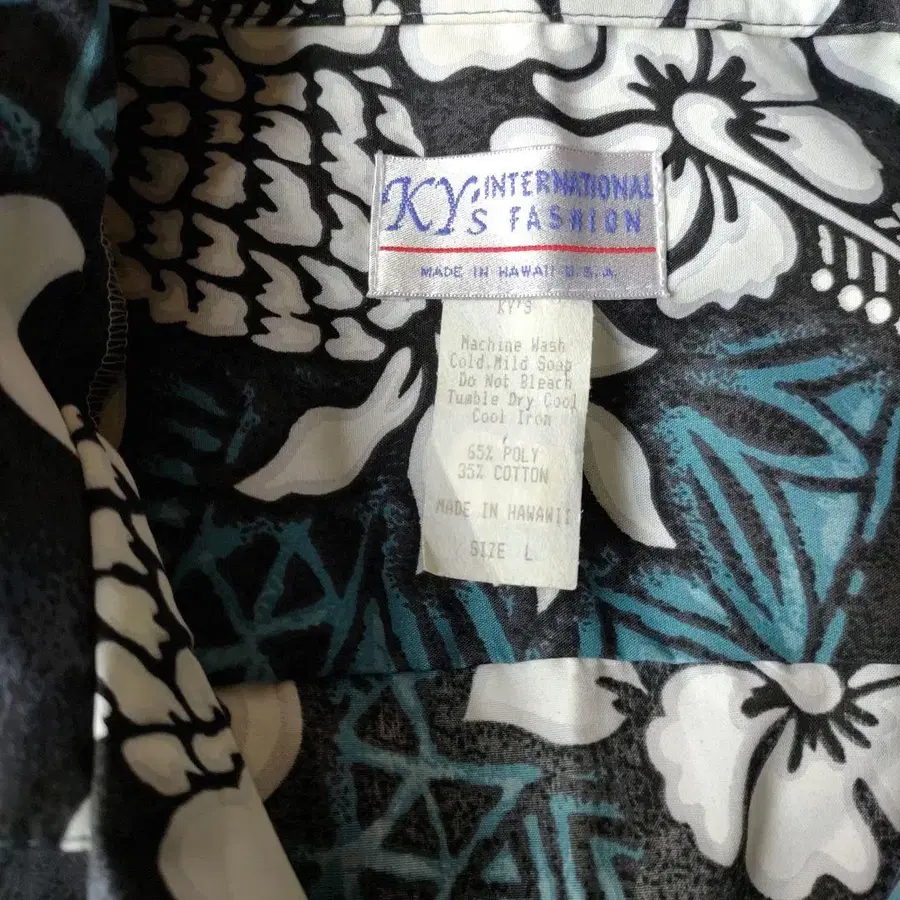 KY's INTERNATIONAL
FASHION
MADE IN HAWAII U.S.A.
KY'S
Machine Wash
Cold.Mild Soap
Do Not Bleach
Tumble Dry Cool
Cool Iron
65% POLY
35% COTTON
MADE IN HAWAII
SIZE L